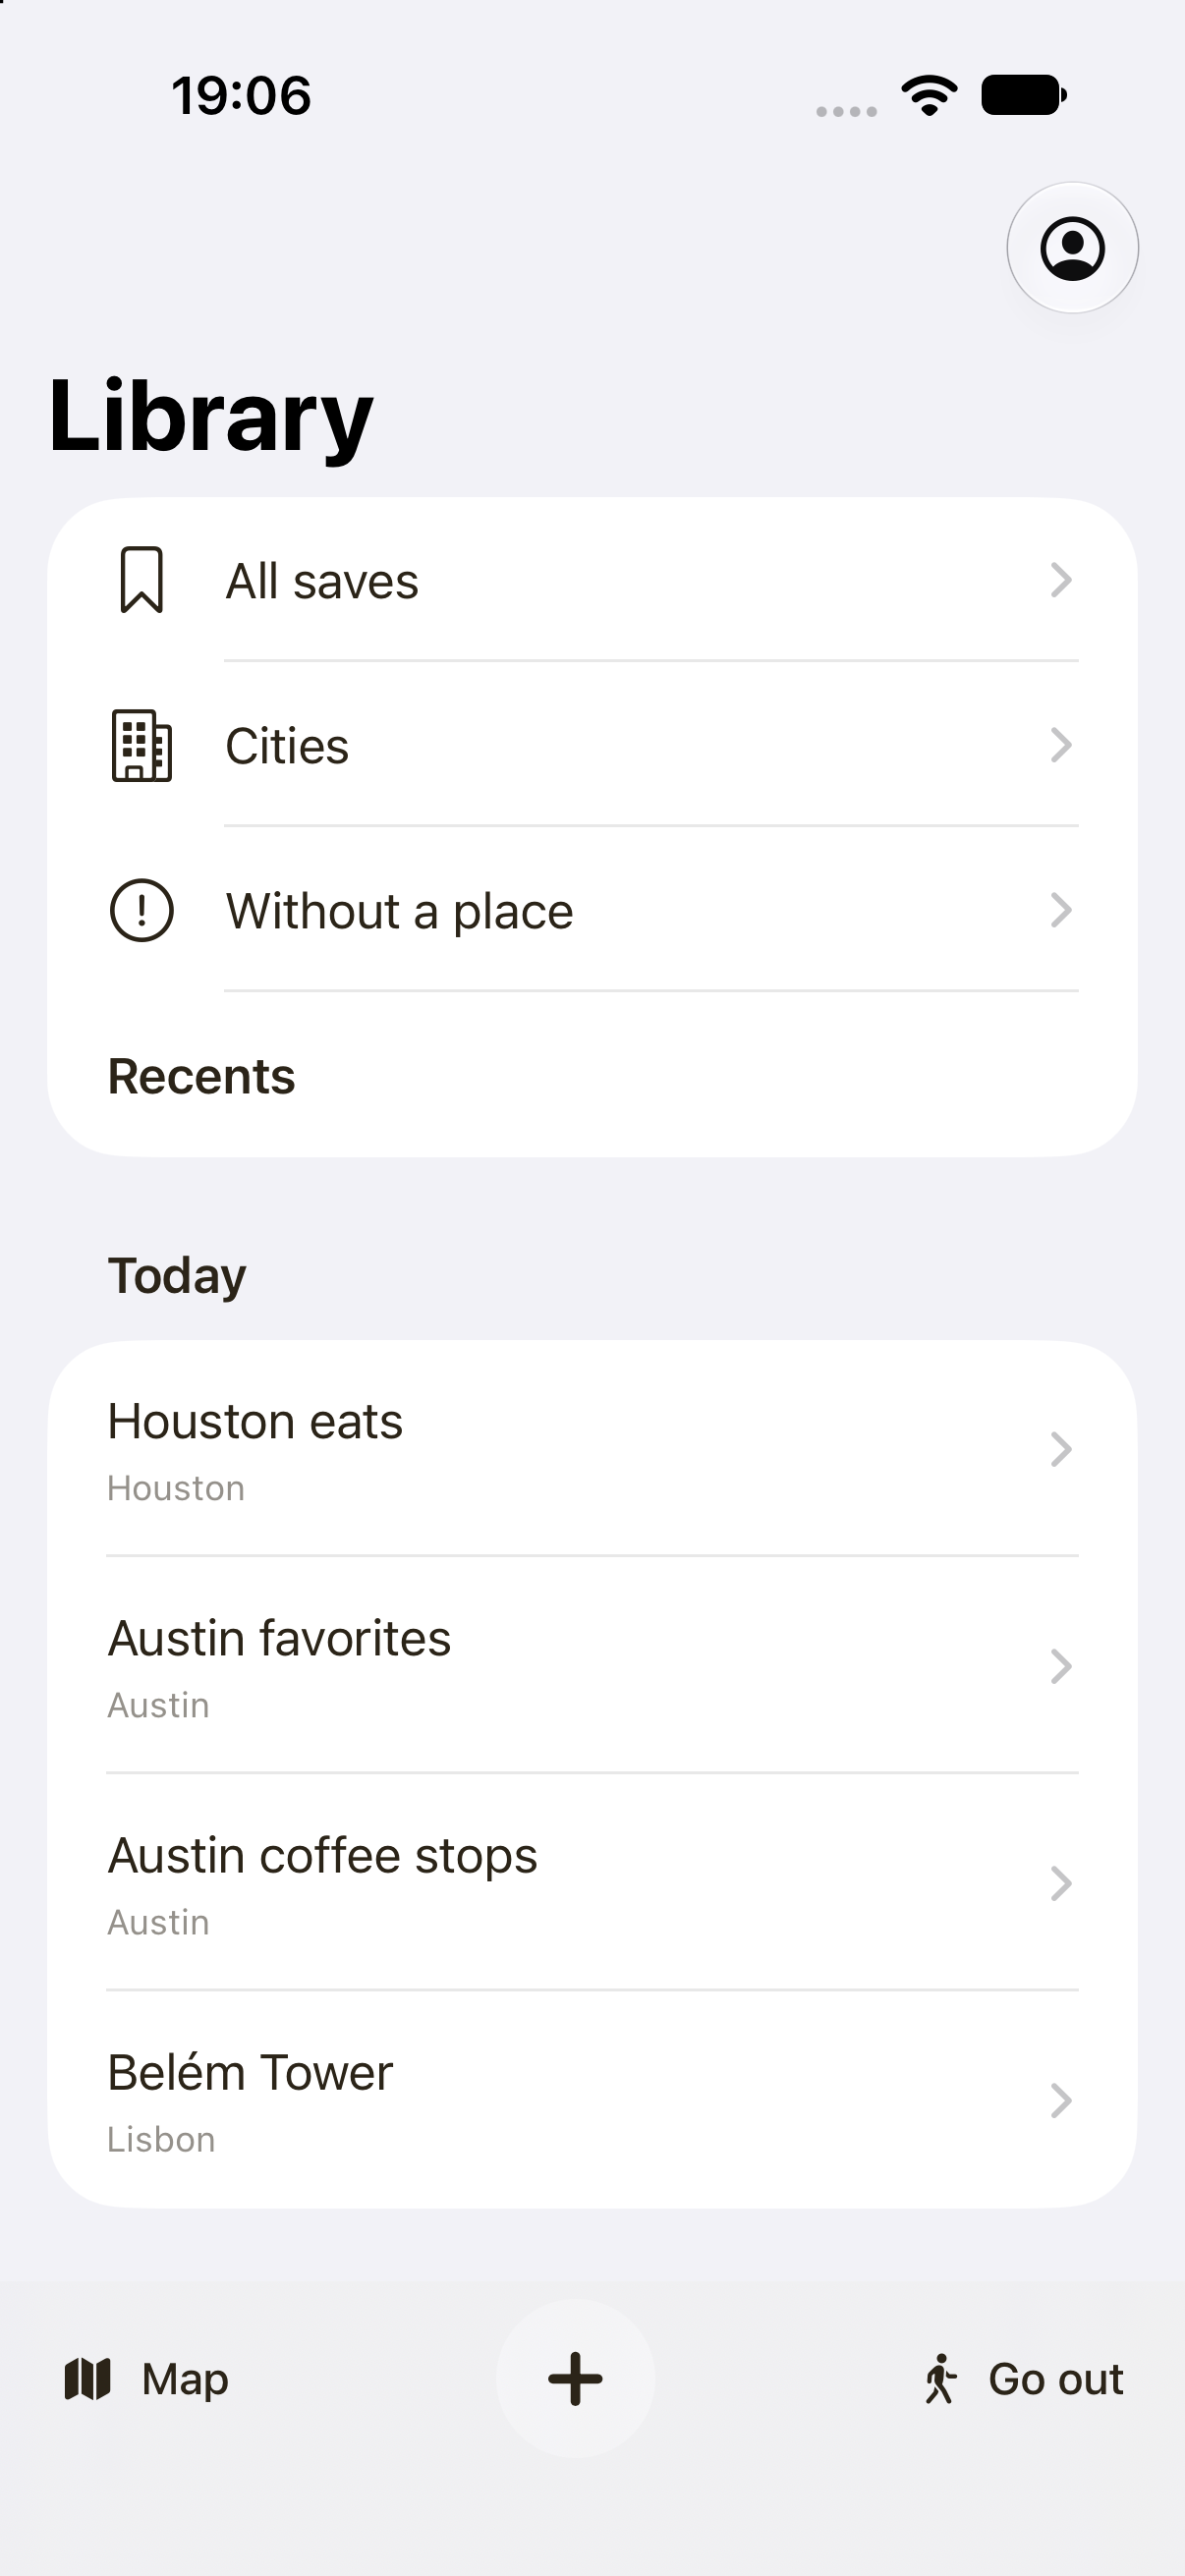 19:06
Library
All saves
Cities
Without a place
Recents
Today
Houston eats
Houston
Austin favorites
Austin
Austin coffee stops
Austin
Belém Tower
Lisbon
Map
Go out